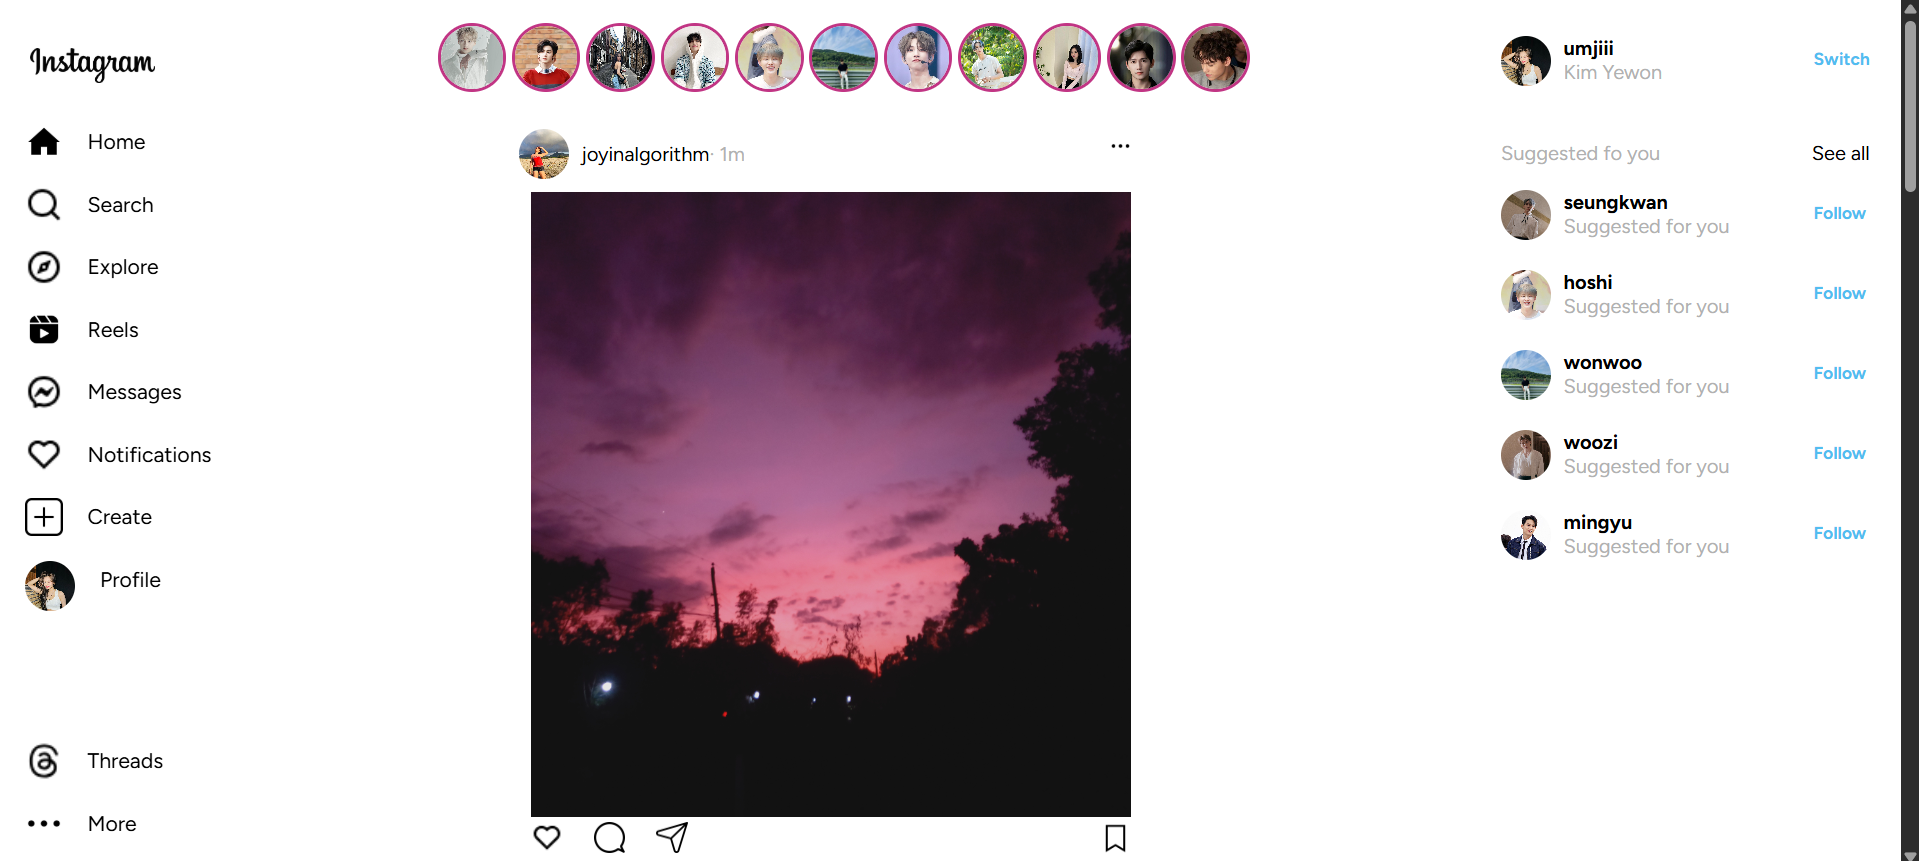 Instagram
Home
Search
Explore
Reels
Messages
Notifications
Create
Profile
Threads
More
joyinalgorithm· 1m
umjiii
Kim Yewon
Switch
Suggested fo you
See all
seungkwan
Suggested for you
Follow
hoshi
Suggested for you
Follow
wonwoo
Suggested for you
Follow
woozi
Suggested for you
Follow
mingyu
Suggested for you
Follow